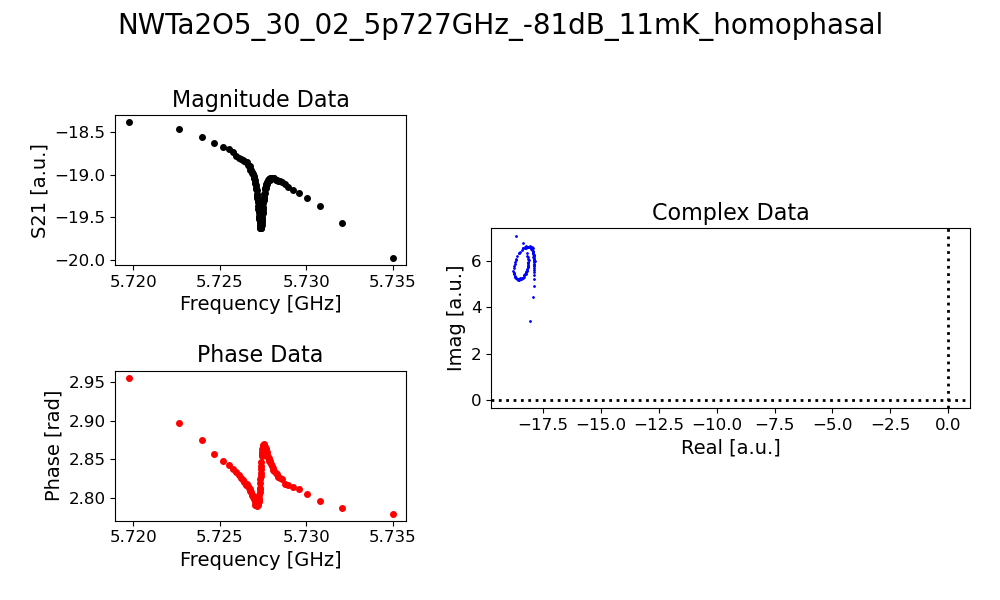 NWTa2O5_30_02_5p727GHz_-81dB_11mK_homophasal
Magnitude Data
S21 [a.u.]
−18.5
−19.0
−19.5
−20.0
5.720
5.725
5.730
5.735
Frequency [GHz]
Phase Data
Phase [rad]
2.95
2.90
2.85
2.80
5.720
5.725
5.730
5.735
Frequency [GHz]
Complex Data
Imag [a.u.]
6
4
2
0
−17.5
−15.0
−12.5
−10.0
−7.5
−5.0
−2.5
0.0
Real [a.u.]